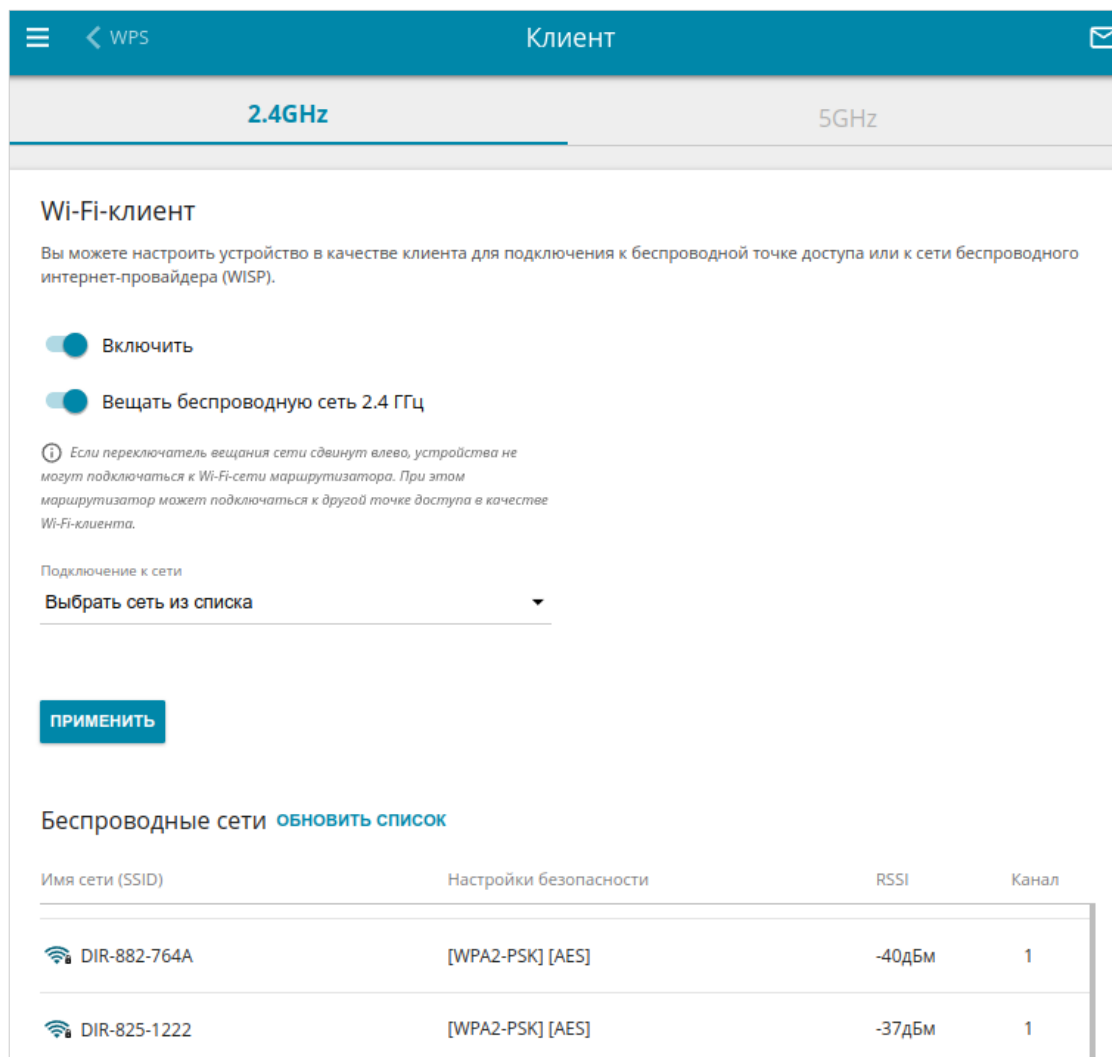 WPS
Клиент
2.4GHz
5GHz
Wi-Fi-клиент
Вы можете настроить устройство в качестве клиента для подключения к беспроводной точке доступа или к сети беспроводного
интернет-провайдера (WISP).
Включить
Вещать беспроводную сеть 2.4 ГГц
Если переключатель вещания сети сдвинут влево, устройства не
могут подключаться к Wi-Fi-сети маршрутизатора. При этом
маршрутизатор может подключаться к другой точке доступа в качестве
Wi-Fi-клиента.
Подключение к сети
Выбрать сеть из списка
ПРИМЕНИТЬ
Беспроводные сети ОБНОВИТЬ СПИСОК
Имя сети (SSID) Настройки безопасности RSSI Канал
DIR-882-764A [WPA2-PSK] [AES] -40дБм 1
DIR-825-1222 [WPA2-PSK] [AES] -37дБм 1